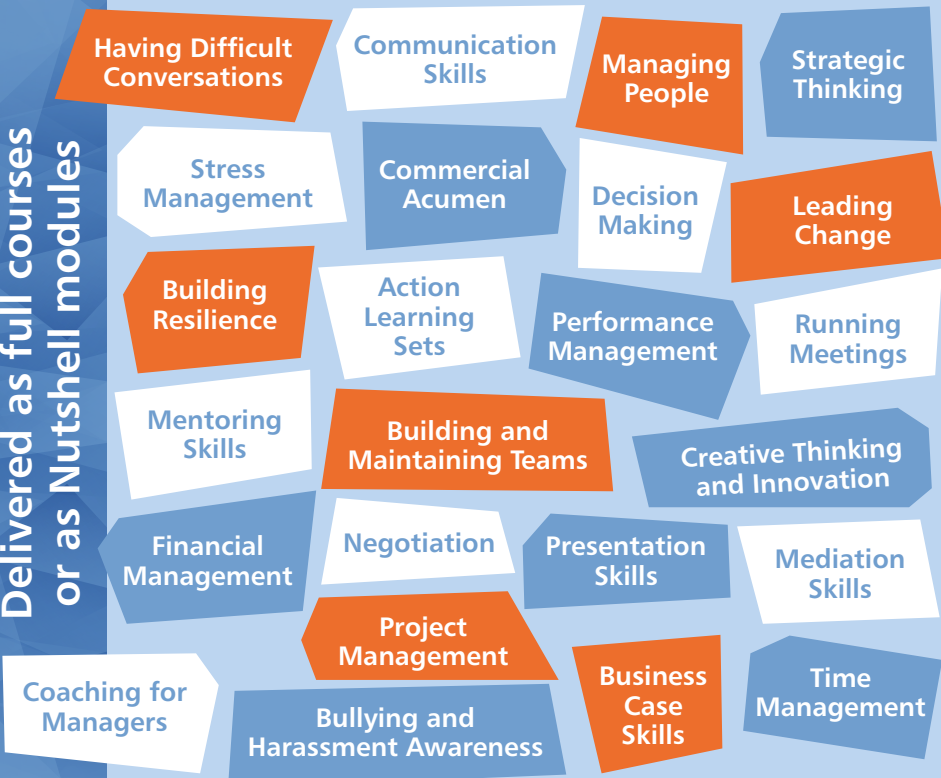 Delivered as full courses
or as Nutshell modules
Having Difficult
Conversations
Communication
Skills
Managing
People
Strategic
Thinking
Stress
Management
Commercial
Acumen
Decision
Making
Leading
Change
Building
Resilience
Action
Learning
Sets
Performance
Management
Running
Meetings
Mentoring
Skills
Building and
Maintaining Teams
Creative Thinking
and Innovation
Financial
Management
Negotiation
Presentation
Skills
Mediation
Skills
Project
Management
Coaching for
Managers
Bullying and
Harassment Awareness
Business
Case
Skills
Time
Management